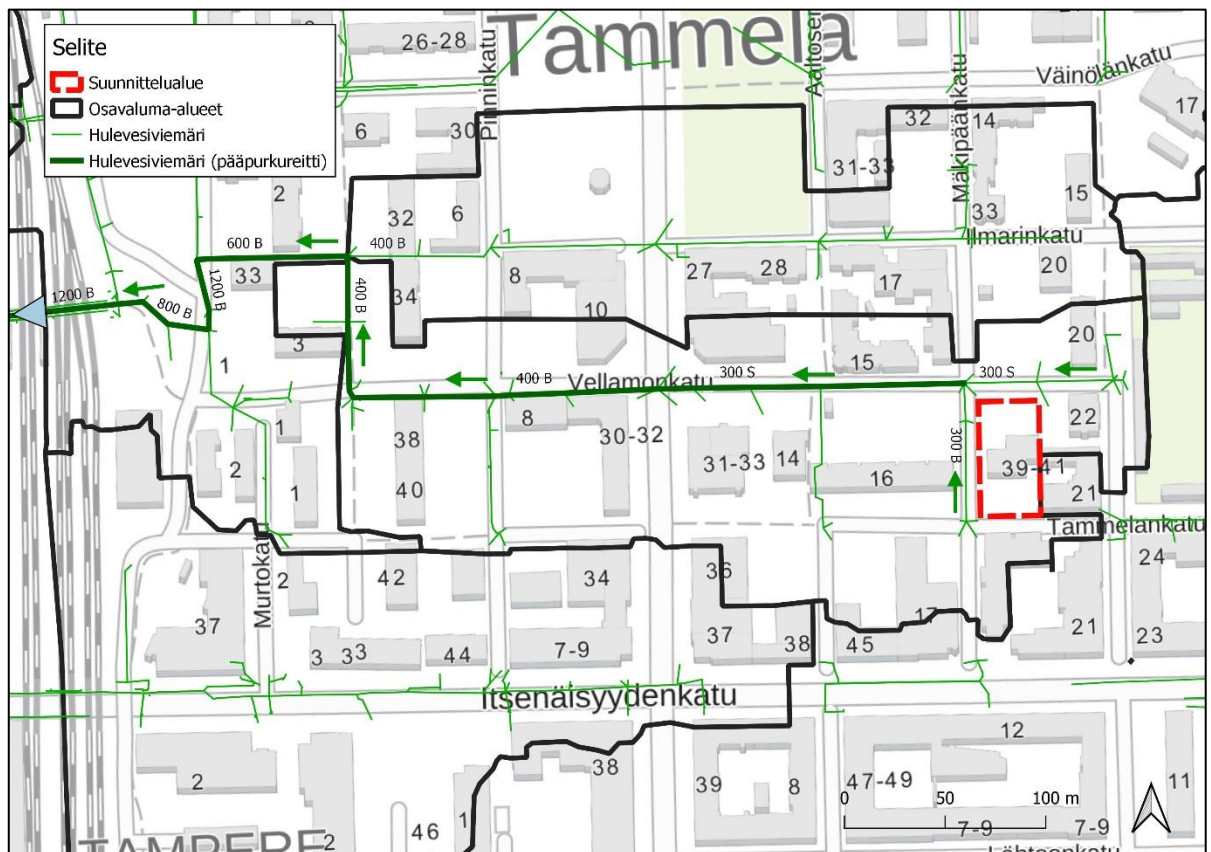 Selite
Suunnittelualue
Osavaluma-alueet
Hulevesiviemäri
Hulevesiviemäri (pääpurkureitti)
26-28
Tammela
Väinölänkatu
17
6
30
Pinninkatu
32
14
Mäkipäänkatu
31-33
2
32
6
33
15
Ilmarinkatu
600 B
400 B
33
34
8
27
28
17
20
1200 B
800 B
1200 B
400 B
10
20
3
1
15
Vellamonkatu
400 B
300 S
300 S
1
38
8
30-32
22
2
1
40
31-33
14
16
300 B
39-41
21
Tammelankatu
Murtokatu
2
42
34
36
24
37
17
3 33
44
7-9
37
38
45
21
23
Itsenäisyydenkatu
2
38
39
8
47-49
12
11
0
50
100 m
46
1
7-9
7-9
TAMPERE
2